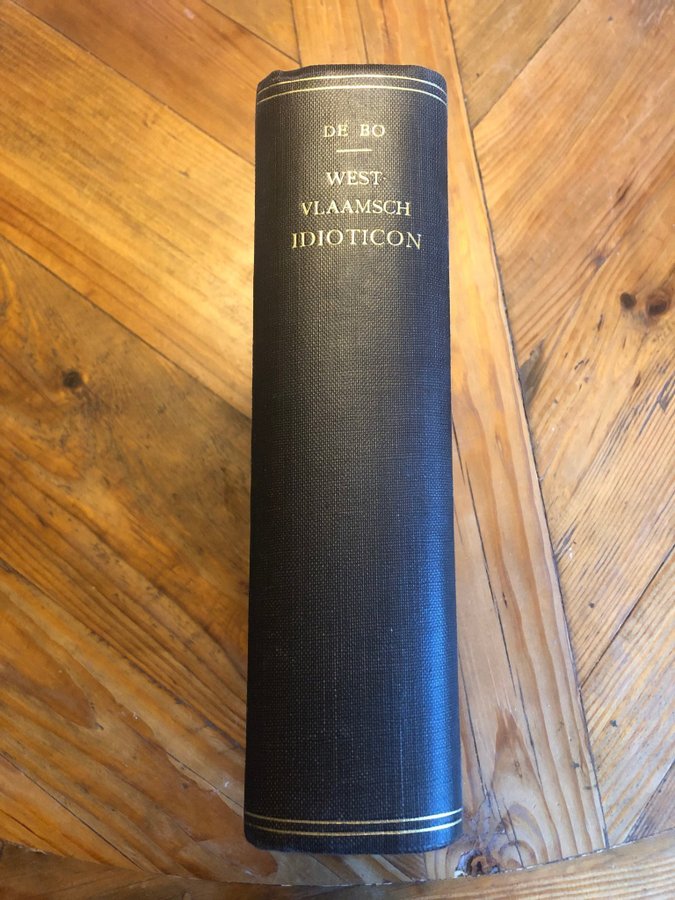 DE BO
WEST-
VLAAMSCH
IDIOTICON